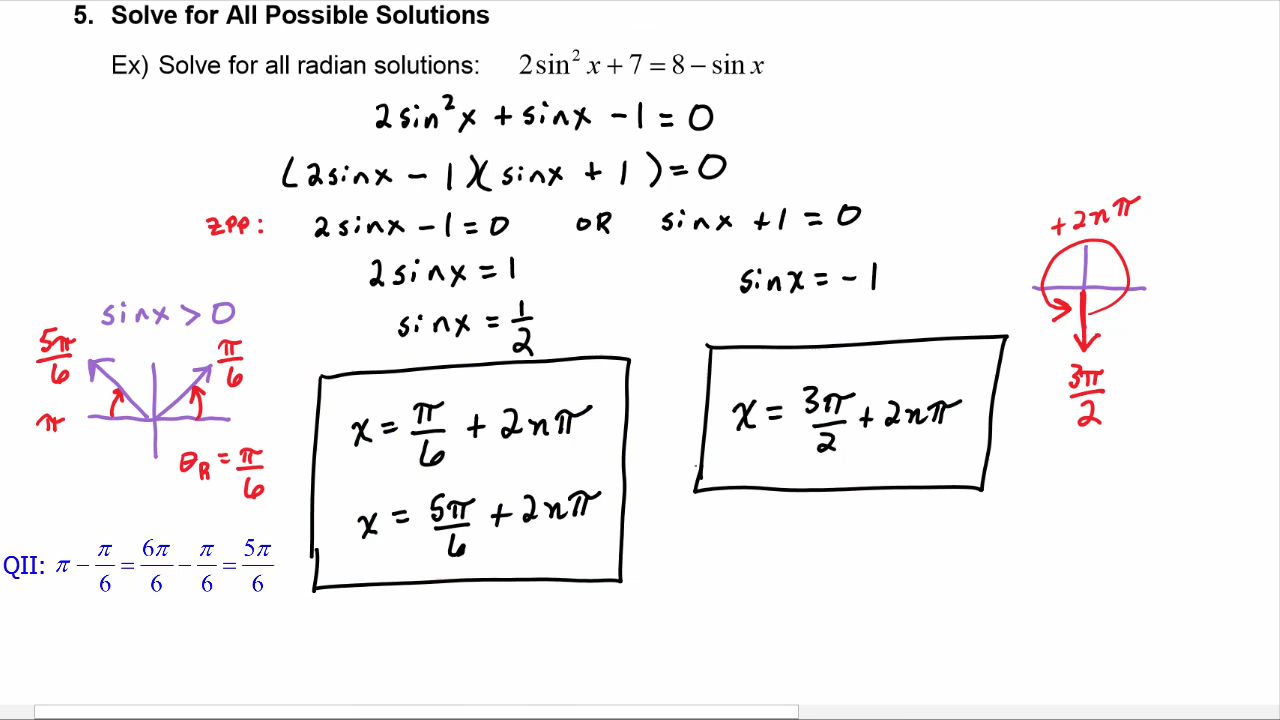 5. Solve for All Possible Solutions
Ex) Solve for all radian solutions: 2sin² x + 7 = 8 − sin x
2sin²x + sinx − 1 = 0
(2sinx − 1)(sinx + 1) = 0
ZPP: 2sinx − 1 = 0 OR sinx + 1 = 0
2sinx = 1
sinx = −1
sinx = 1/2
+2nπ
3π/2
sinx > 0
5π/6
π/6
π
θR = π/6
x = π/6 + 2nπ
x = 5π/6 + 2nπ
x = 3π/2 + 2nπ
QII: π − π/6 = 6π/6 − π/6 = 5π/6